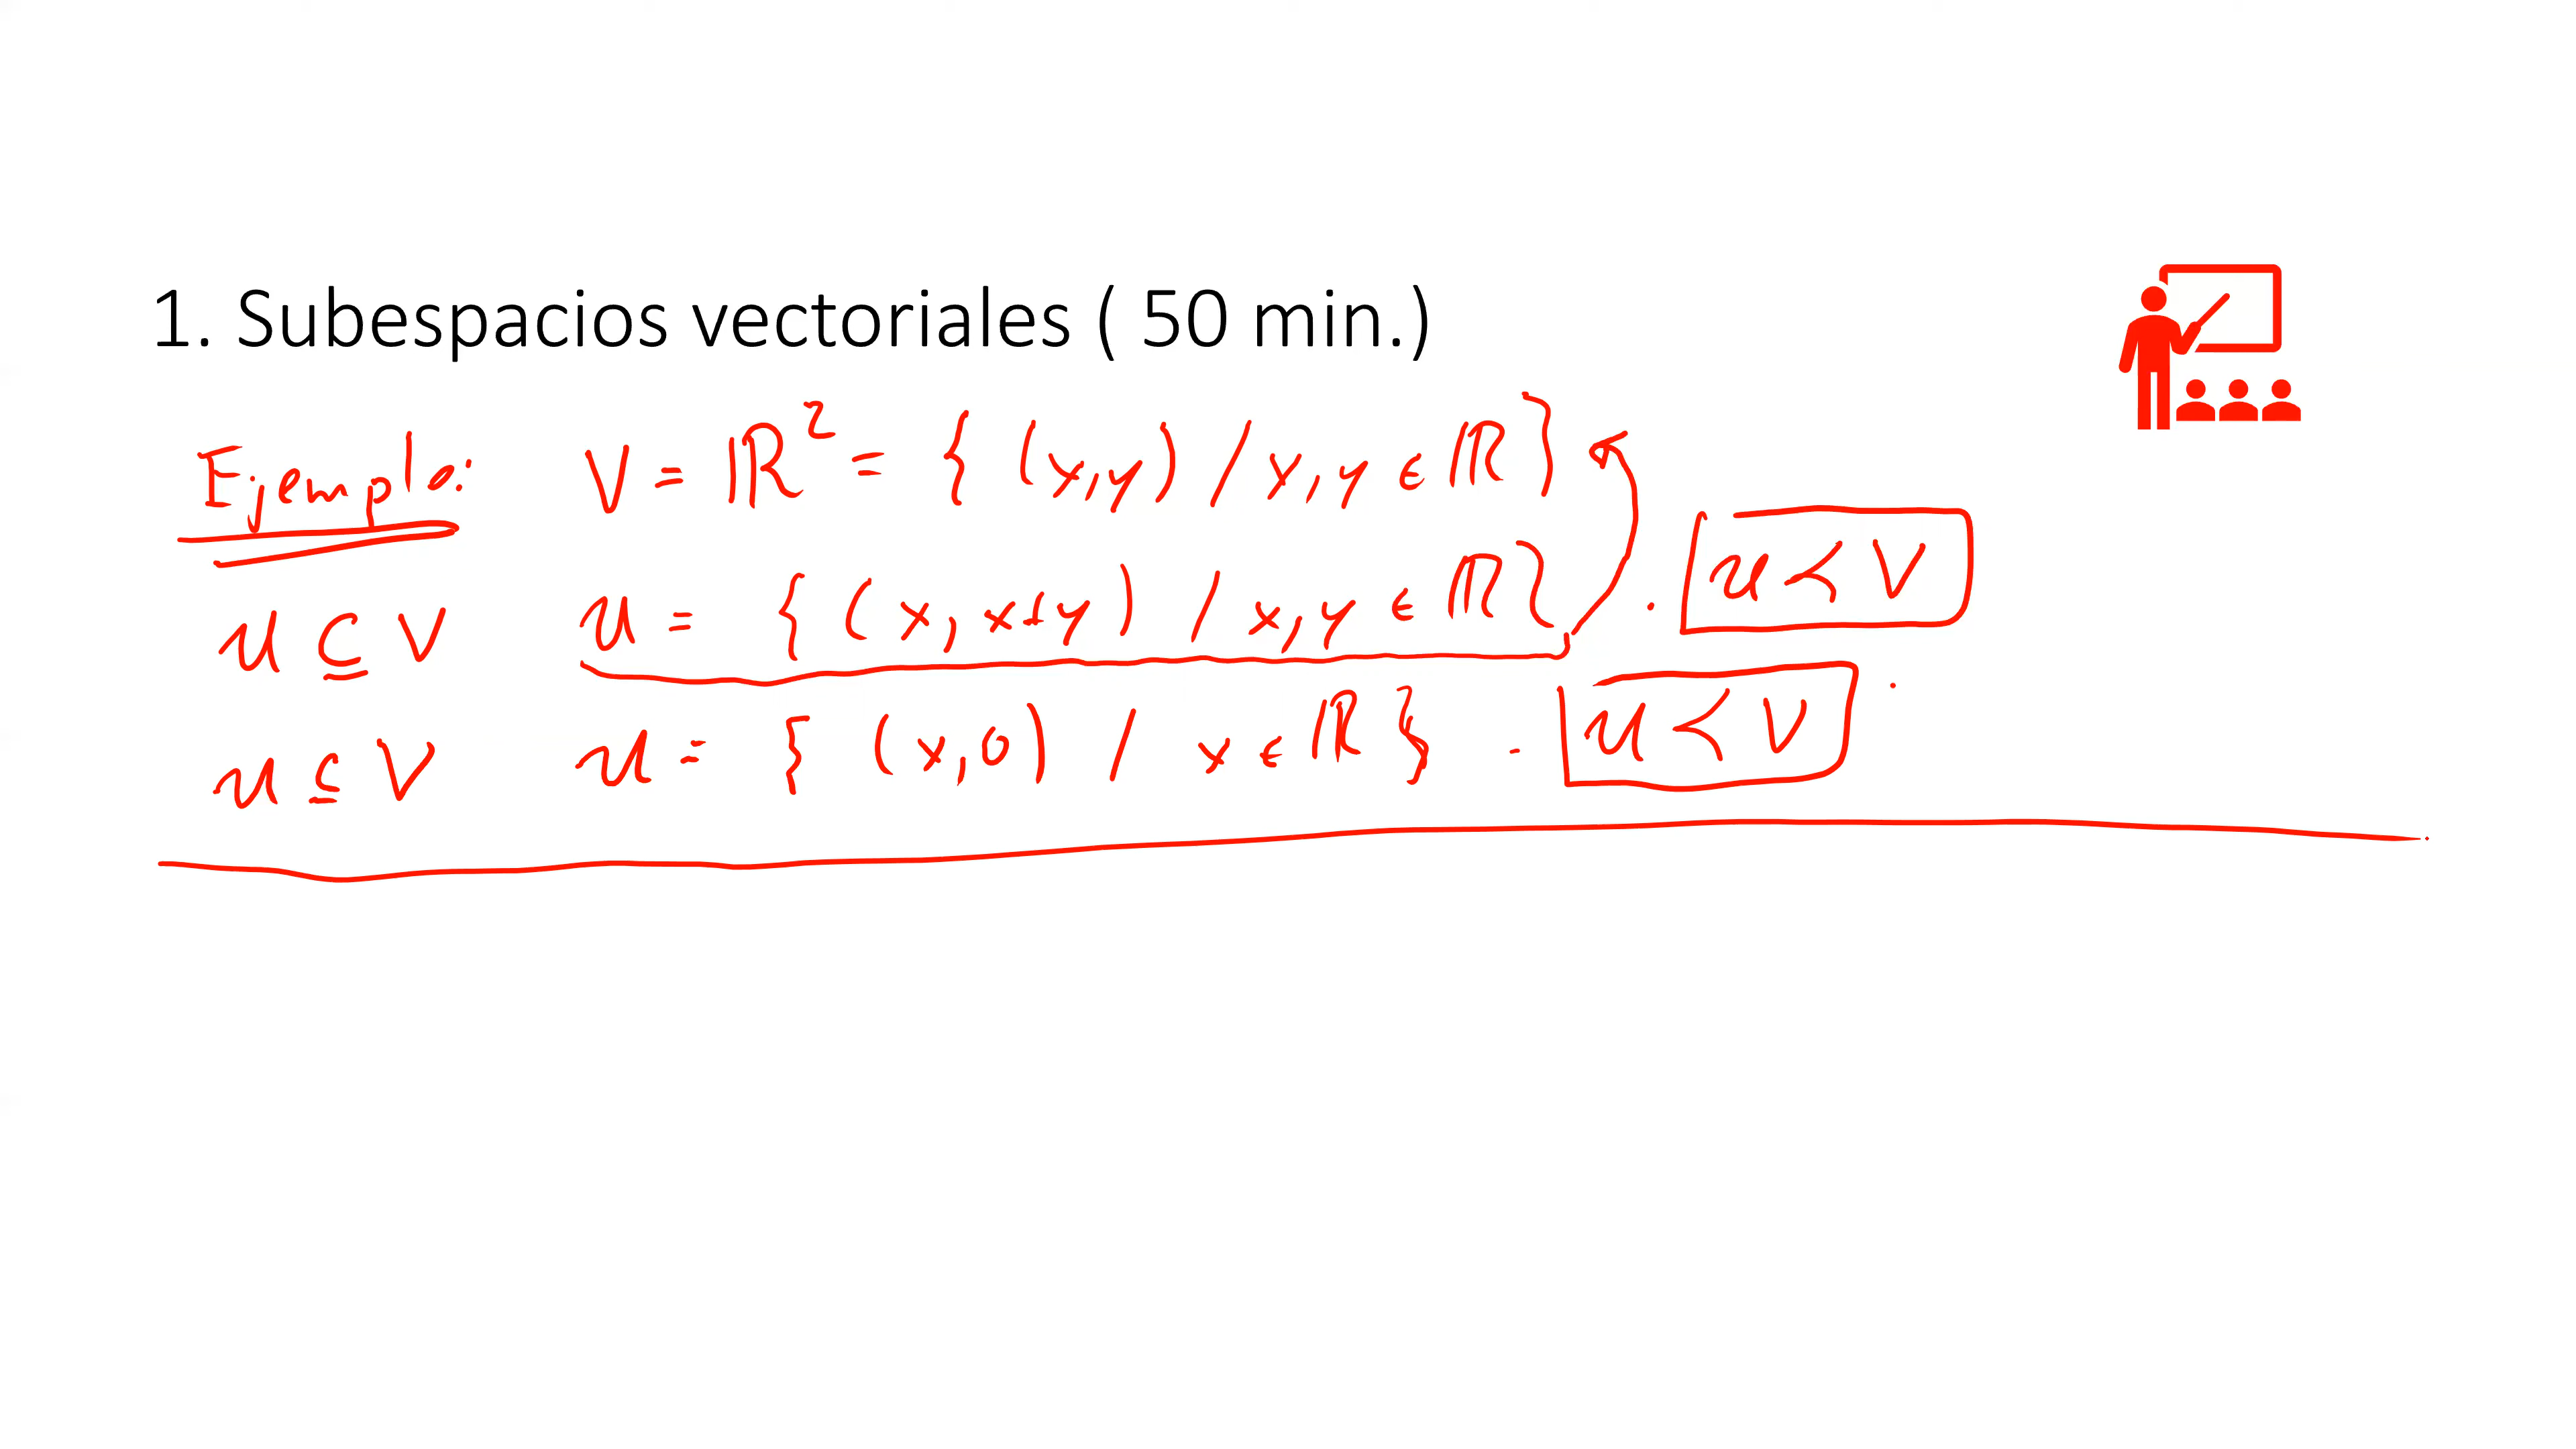 1. Subespacios vectoriales ( 50 min.)
Ejemplo: V = ℝ² = { (x,y) / x,y ∈ ℝ }
U ⊆ V U = { (x, x+y) / x,y ∈ ℝ } . U ≺ V
U ⊆ V U = { (x,0) / x ∈ ℝ } . U ≺ V